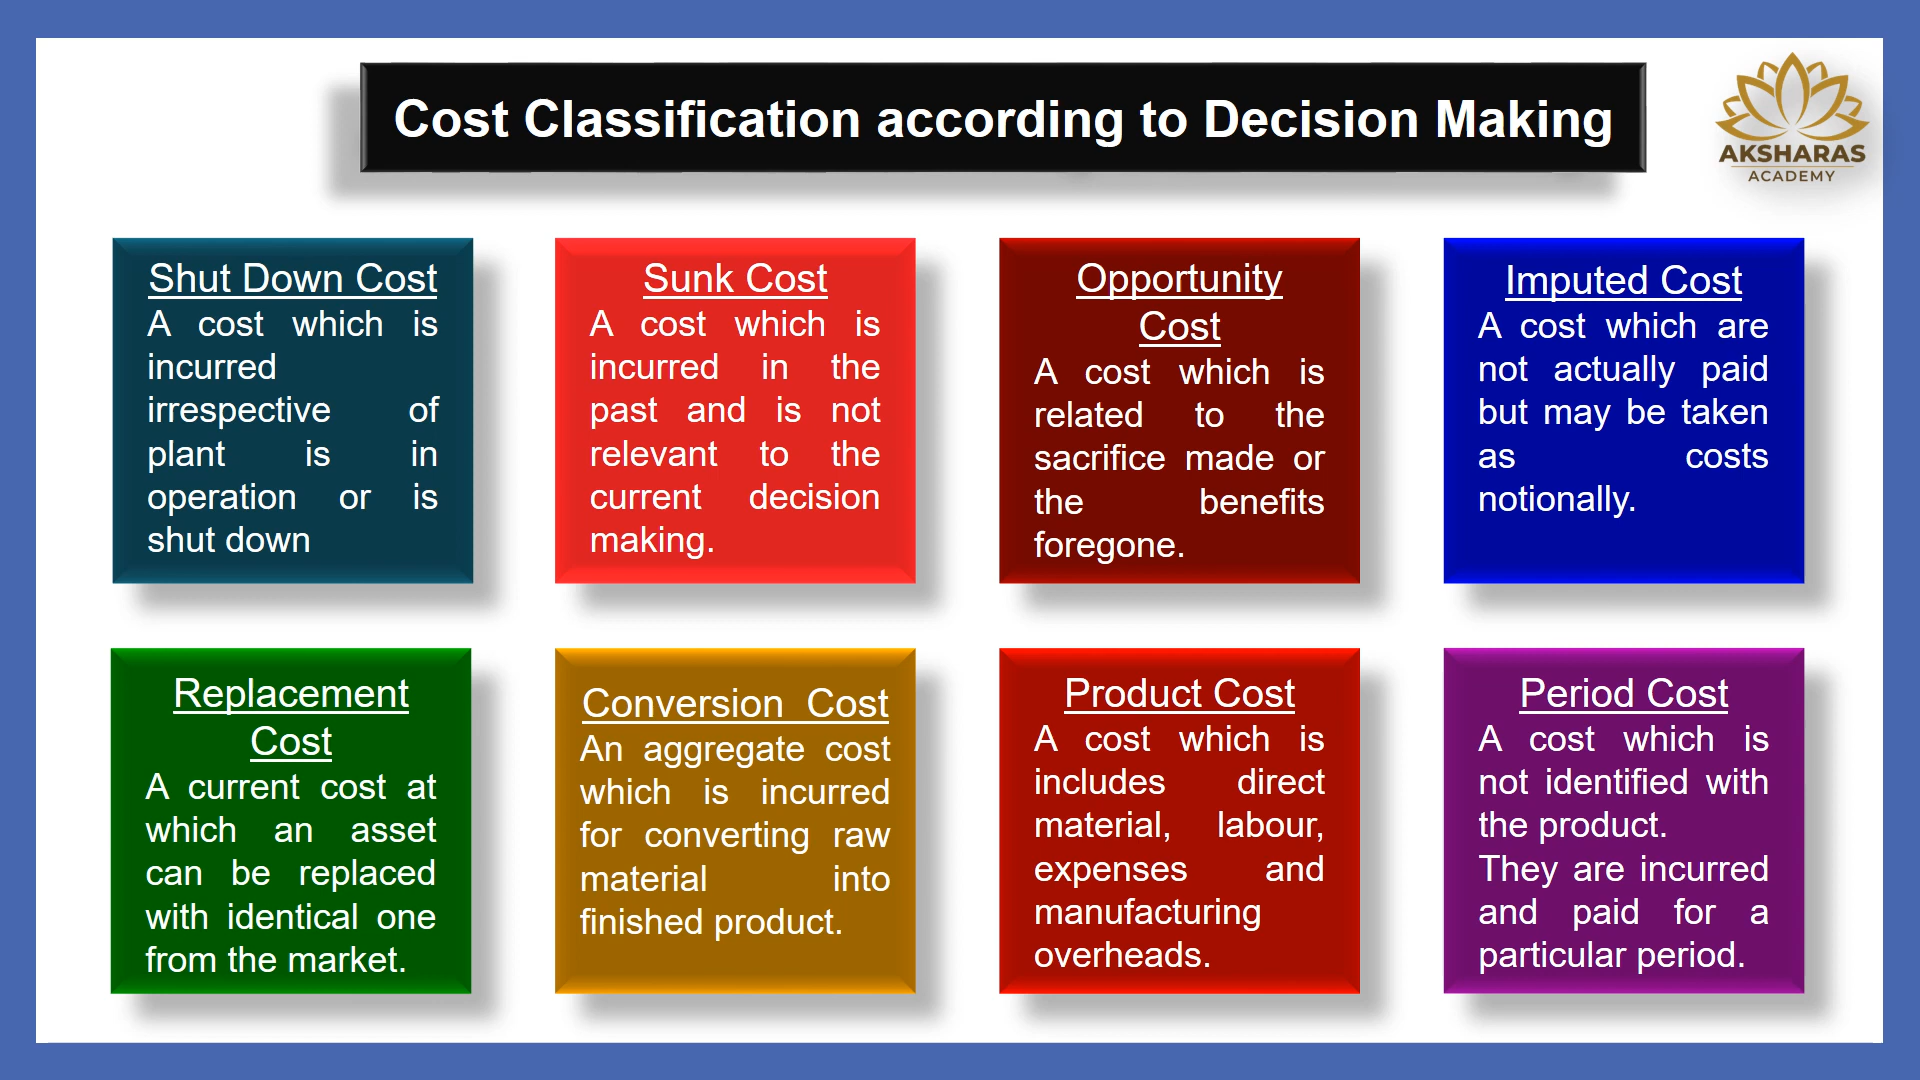 Cost Classification according to Decision Making
AKSHARAS
ACADEMY
Shut Down Cost
A cost which is
incurred
irrespective of
plant is in
operation or is
shut down
Sunk Cost
A cost which is
incurred in the
past and is not
relevant to the
current decision
making.
Opportunity
Cost
A cost which is
related to the
sacrifice made or
the benefits
foregone.
Imputed Cost
A cost which are
not actually paid
but may be taken
as costs
notionally.
Replacement
Cost
A current cost at
which an asset
can be replaced
with identical one
from the market.
Conversion Cost
An aggregate cost
which is incurred
for converting raw
material into
finished product.
Product Cost
A cost which is
includes direct
material, labour,
expenses and
manufacturing
overheads.
Period Cost
A cost which is
not identified with
the product.
They are incurred
and paid for a
particular period.